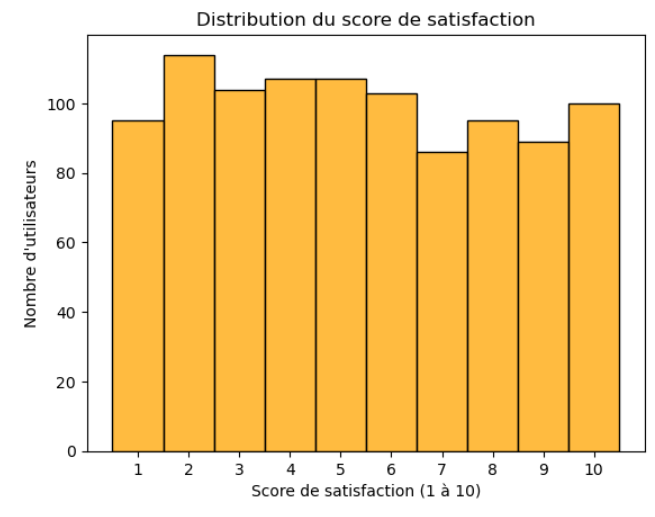 Distribution du score de satisfaction
Nombre d'utilisateurs
100
80
60
40
20
0
1 2 3 4 5 6 7 8 9 10
Score de satisfaction (1 à 10)